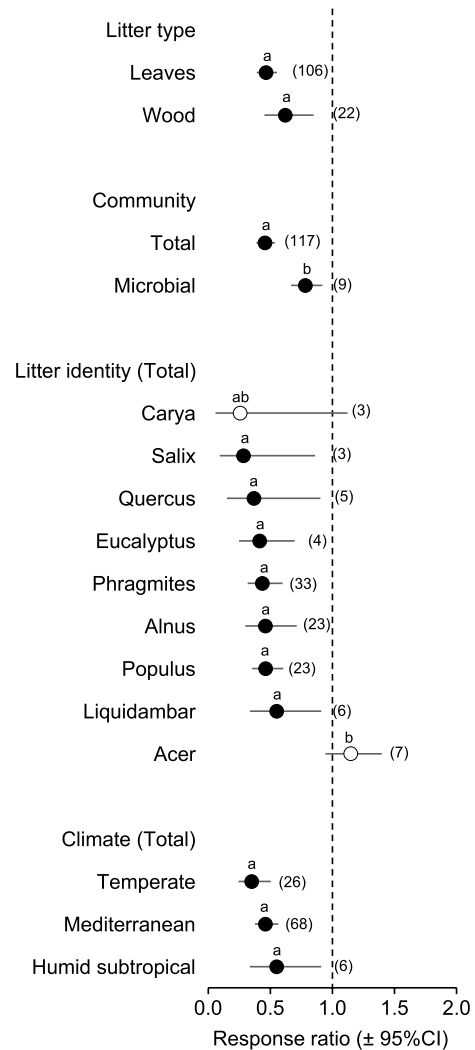 Litter type
a
Leaves (106)
a
Wood (22)
Community
a
Total (117)
b
Microbial (9)
Litter identity (Total)
ab
Carya (3)
a
Salix (3)
a
Quercus (5)
a
Eucalyptus (4)
a
Phragmites (33)
a
Alnus (23)
a
Populus (23)
a
Liquidambar (6)
b
Acer (7)
Climate (Total)
a
Temperate (26)
a
Mediterranean (68)
a
Humid subtropical (6)
0.0 0.5 1.0 1.5 2.0
Response ratio (± 95%CI)